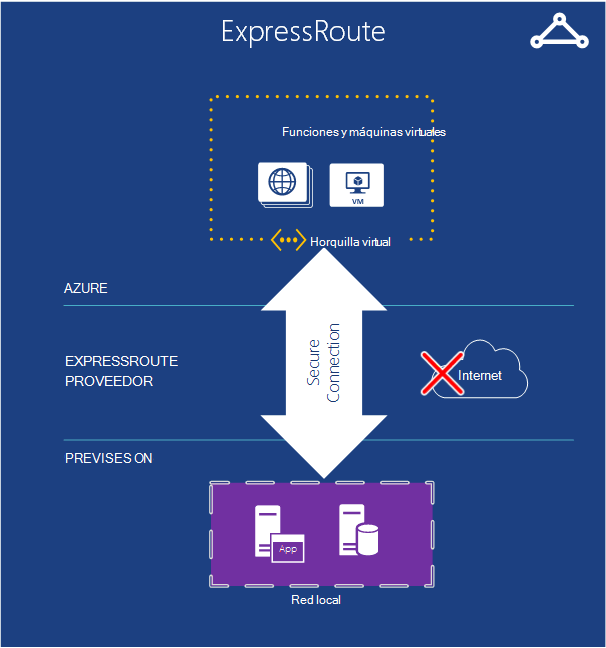 ExpressRoute
Funciones y máquinas virtuales
VM
Horquilla virtual
AZURE
Secure
Connection
EXPRESSROUTE
PROVEEDOR
Internet
PREVISES ON
App
Red local